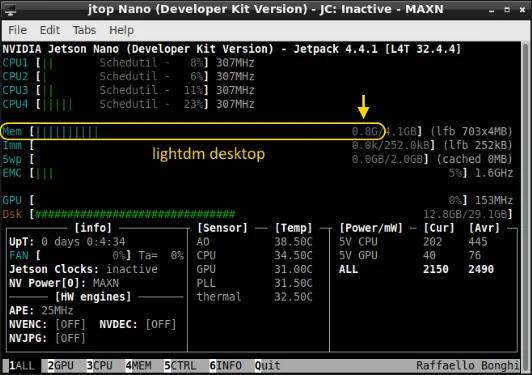 jtop Nano (Developer Kit Version) - JC: Inactive - MAXN
File Edit Tabs Help
NVIDIA Jetson Nano (Developer Kit Version) - Jetpack 4.4.1 [L4T 32.4.4]
CPU1 [|| Schedutil - 8%] 307MHz
CPU2 [| Schedutil - 6%] 307MHz
CPU3 [|| Schedutil - 11%] 307MHz
CPU4 [||||| Schedutil - 23%] 307MHz
Mem [|||||||||| 0.8G/4.1GB] (lfb 703x4MB)
Imm [ 0.0k/252.0kB] (lfb 252kB)
Swp [ 0.0GB/2.0GB] (cached 0MB)
EMC [||| 5%] 1.6GHz
lightdm desktop
GPU [ 0%] 153MHz
Dsk [############################### 12.8GB/29.1GB]
[info] [Sensor] [Temp] [Power/mW] [Cur] [Avr]
UpT: 0 days 0:4:34 AO 38.50C 5V CPU 202 445
FAN [ 0%] Ta= 0% CPU 34.50C 5V GPU 40 76
Jetson Clocks: inactive GPU 31.00C ALL 2150 2490
NV Power[0]: MAXN PLL 31.50C
[HW engines] thermal 32.50C
APE: 25MHz
NVENC: [OFF] NVDEC: [OFF]
NVJPG: [OFF]
1ALL 2GPU 3CPU 4MEM 5CTRL 6INFO Quit Raffaello Bonghi